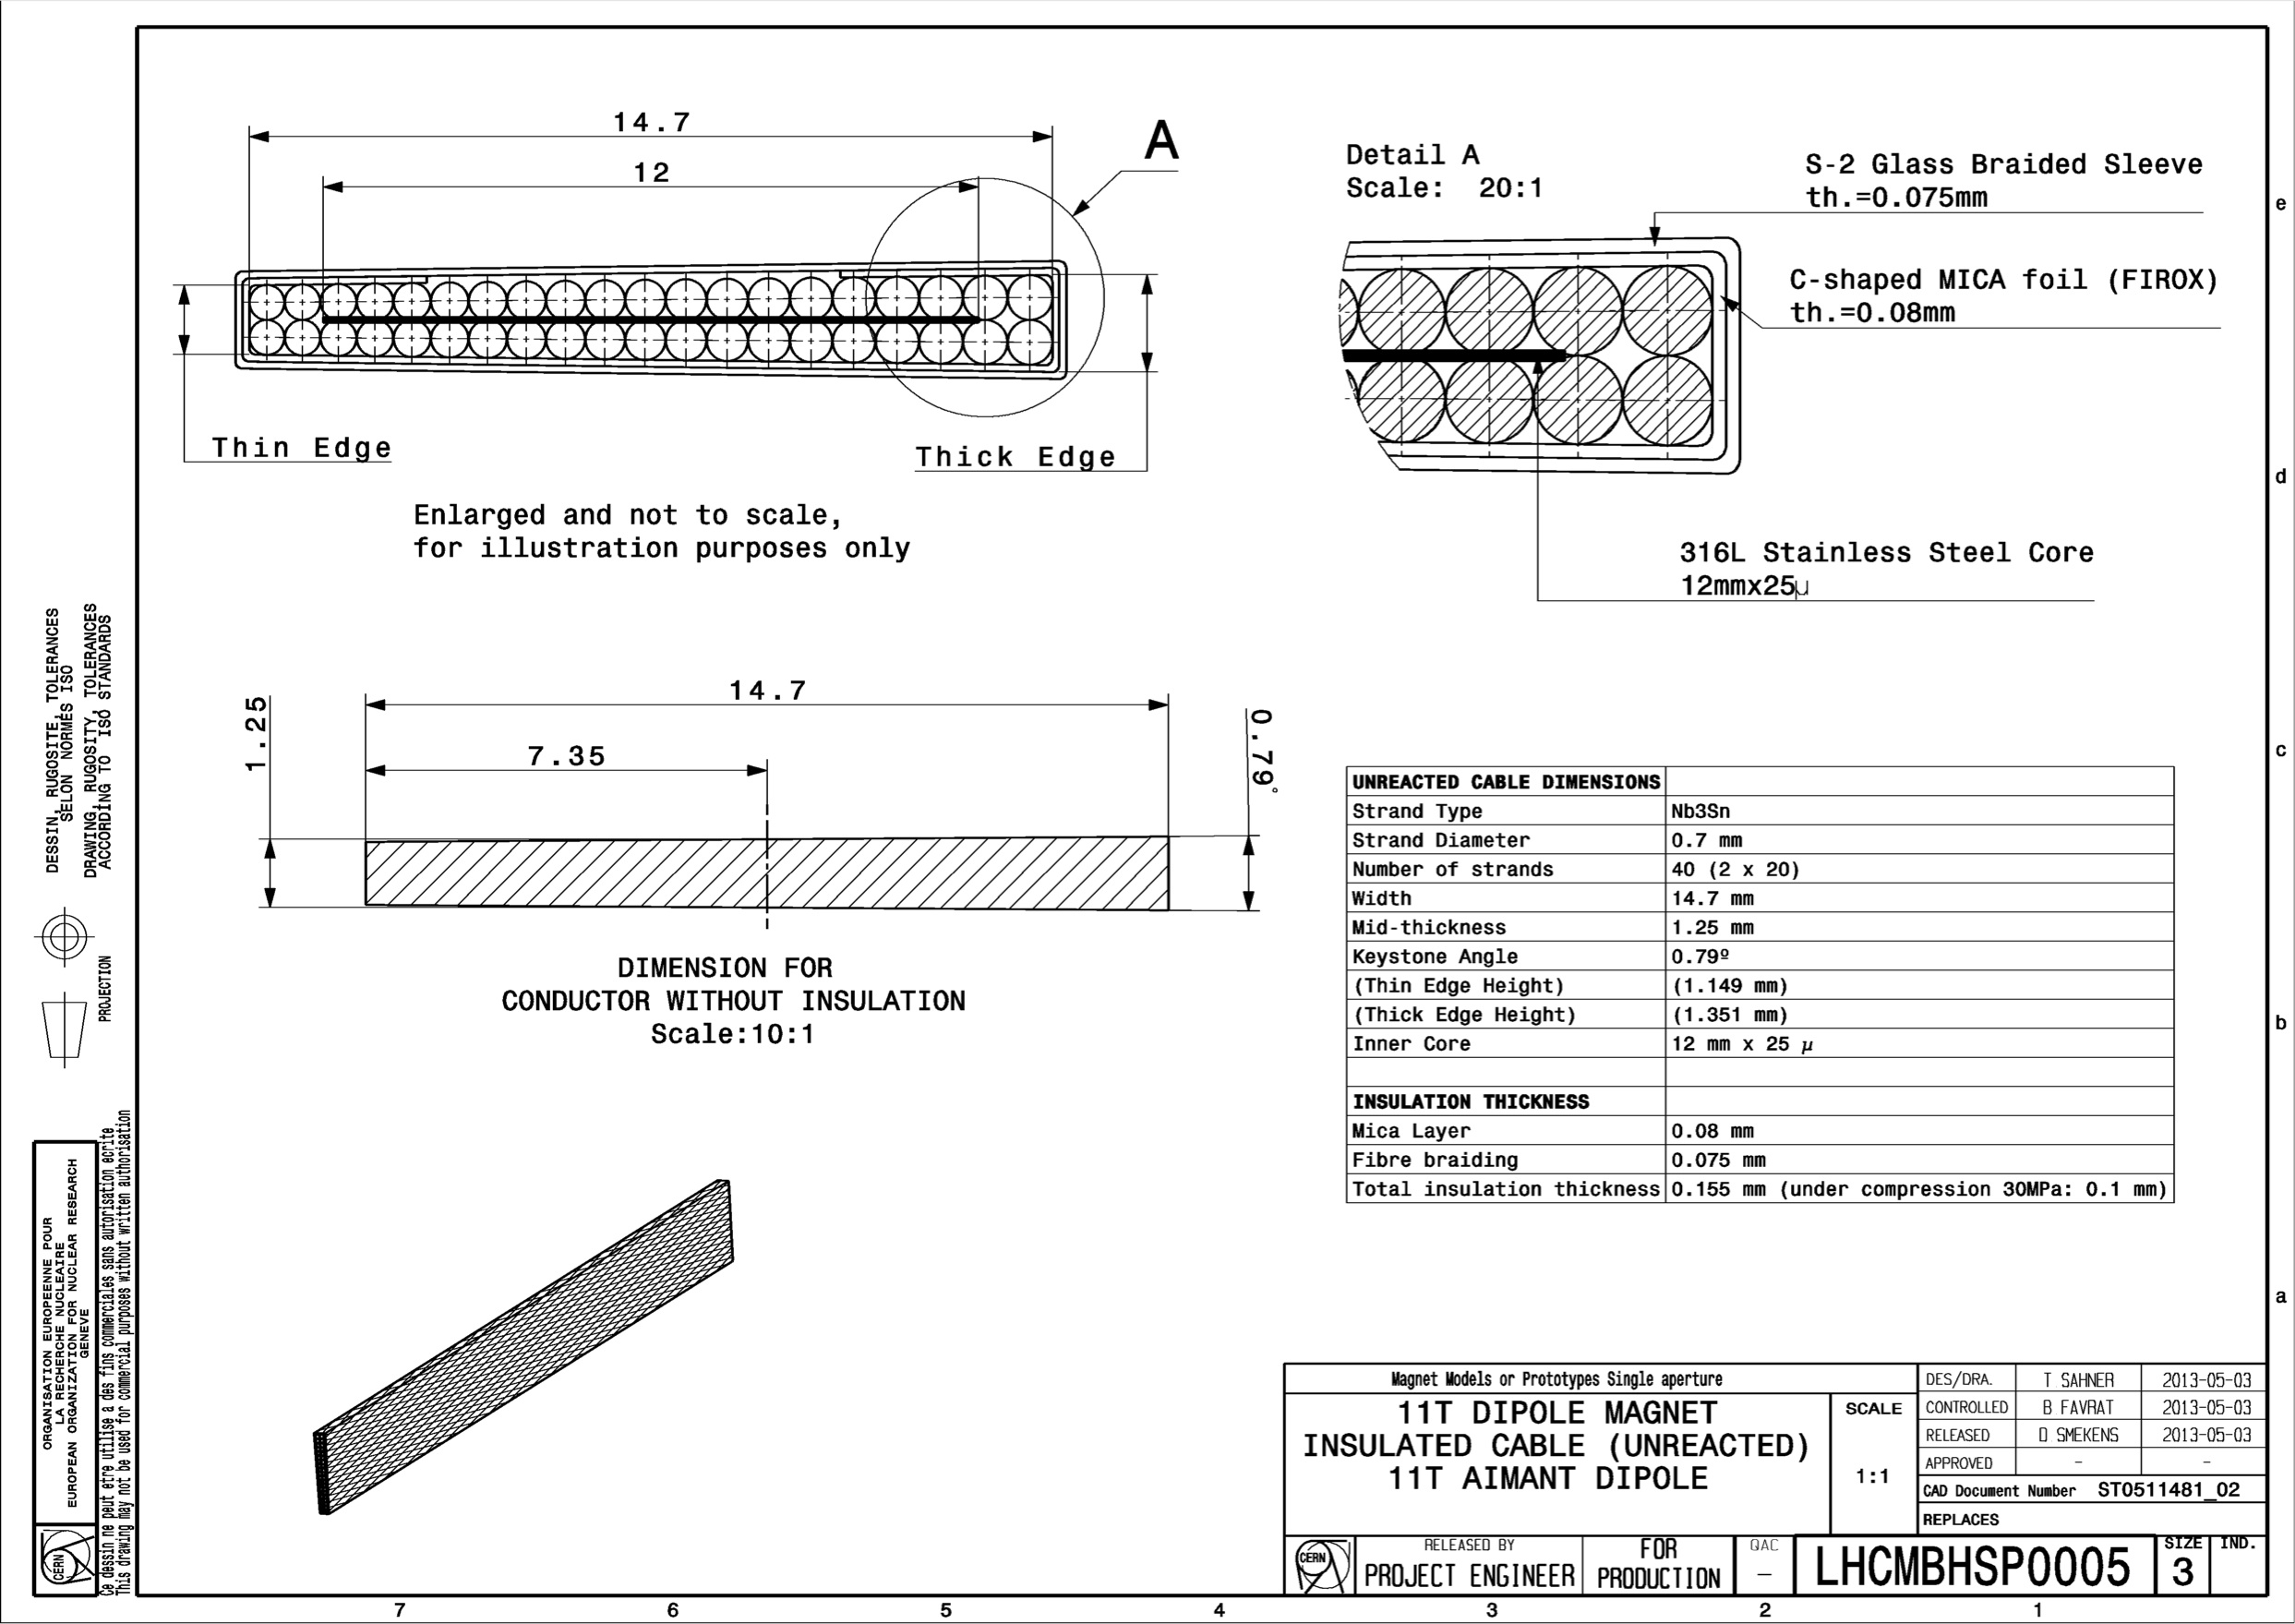 14.7
12
A
Thin Edge
Thick Edge
Enlarged and not to scale,
for illustration purposes only
Detail A
Scale: 20:1
S-2 Glass Braided Sleeve
th.=0.075mm
C-shaped MICA foil (FIROX)
th.=0.08mm
316L Stainless Steel Core
12mmx25μ
14.7
7.35
1.25
0.79°
DIMENSION FOR
CONDUCTOR WITHOUT INSULATION
Scale:10:1
UNREACTED CABLE DIMENSIONS
Strand Type Nb3Sn
Strand Diameter 0.7 mm
Number of strands 40 (2 x 20)
Width 14.7 mm
Mid-thickness 1.25 mm
Keystone Angle 0.79º
(Thin Edge Height) (1.149 mm)
(Thick Edge Height) (1.351 mm)
Inner Core 12 mm x 25 μ
INSULATION THICKNESS
Mica Layer 0.08 mm
Fibre braiding 0.075 mm
Total insulation thickness 0.155 mm (under compression 30MPa: 0.1 mm)
e
d
c
b
a
DESSIN, RUGOSITE, TOLERANCES
SELON NORMES ISO
DRAWING, RUGOSITY, TOLERANCES
ACCORDING TO ISO STANDARDS
PROJECTION
ORGANISATION EUROPEENNE POUR
LA RECHERCHE NUCLEAIRE
EUROPEAN ORGANIZATION FOR NUCLEAR RESEARCH
GENEVE
Ce dessin ne peut etre utilise a des fins commerciales sans autorisation ecrite
This drawing may not be used for commercial purposes without written authorisation
CERN
Magnet Models or Prototypes Single aperture
11T DIPOLE MAGNET
INSULATED CABLE (UNREACTED)
11T AIMANT DIPOLE
SCALE
1:1
DES/DRA. T SAHNER 2013-05-03
CONTROLLED B FAVRAT 2013-05-03
RELEASED D SMEKENS 2013-05-03
APPROVED - -
CAD Document Number ST0511481_02
REPLACES
CERN
RELEASED BY
PROJECT ENGINEER
FOR
PRODUCTION
QAC
-
LHCMBHSP0005
SIZE
3
IND.
7 6 5 4 3 2 1